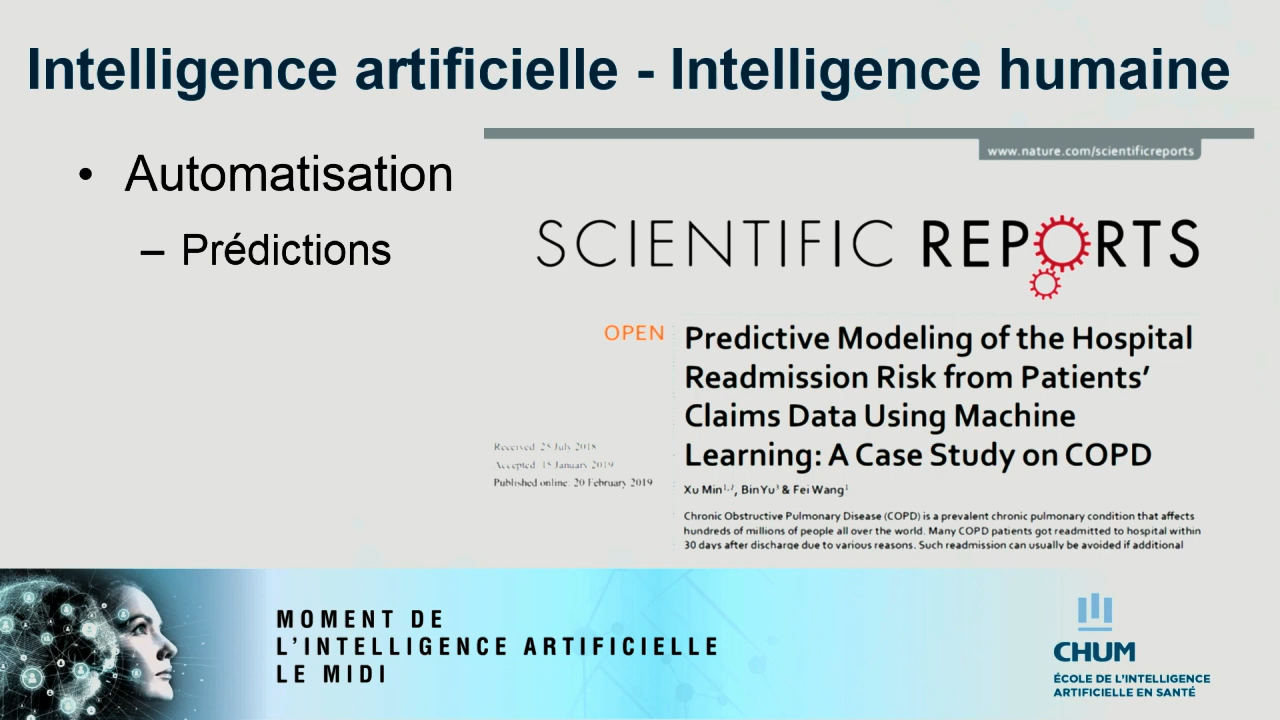 Intelligence artificielle - Intelligence humaine
• Automatisation
– Prédictions
www.nature.com/scientificreports
SCIENTIFIC REPORTS
OPEN
Predictive Modeling of the Hospital
Readmission Risk from Patients’
Claims Data Using Machine
Learning: A Case Study on COPD
Received: 25 July 2018
Accepted: 15 January 2019
Published online: 20 February 2019
Xu Min1,2, Bin Yu3 & Fei Wang1
Chronic Obstructive Pulmonary Disease (COPD) is a prevalent chronic pulmonary condition that affects
hundreds of millions of people all over the world. Many COPD patients got readmitted to hospital within
30 days after discharge due to various reasons. Such readmission can usually be avoided if additional
MOMENT DE
L'INTELLIGENCE ARTIFICIELLE
LE MIDI
CHUM
ÉCOLE DE L'INTELLIGENCE
ARTIFICIELLE EN SANTÉ